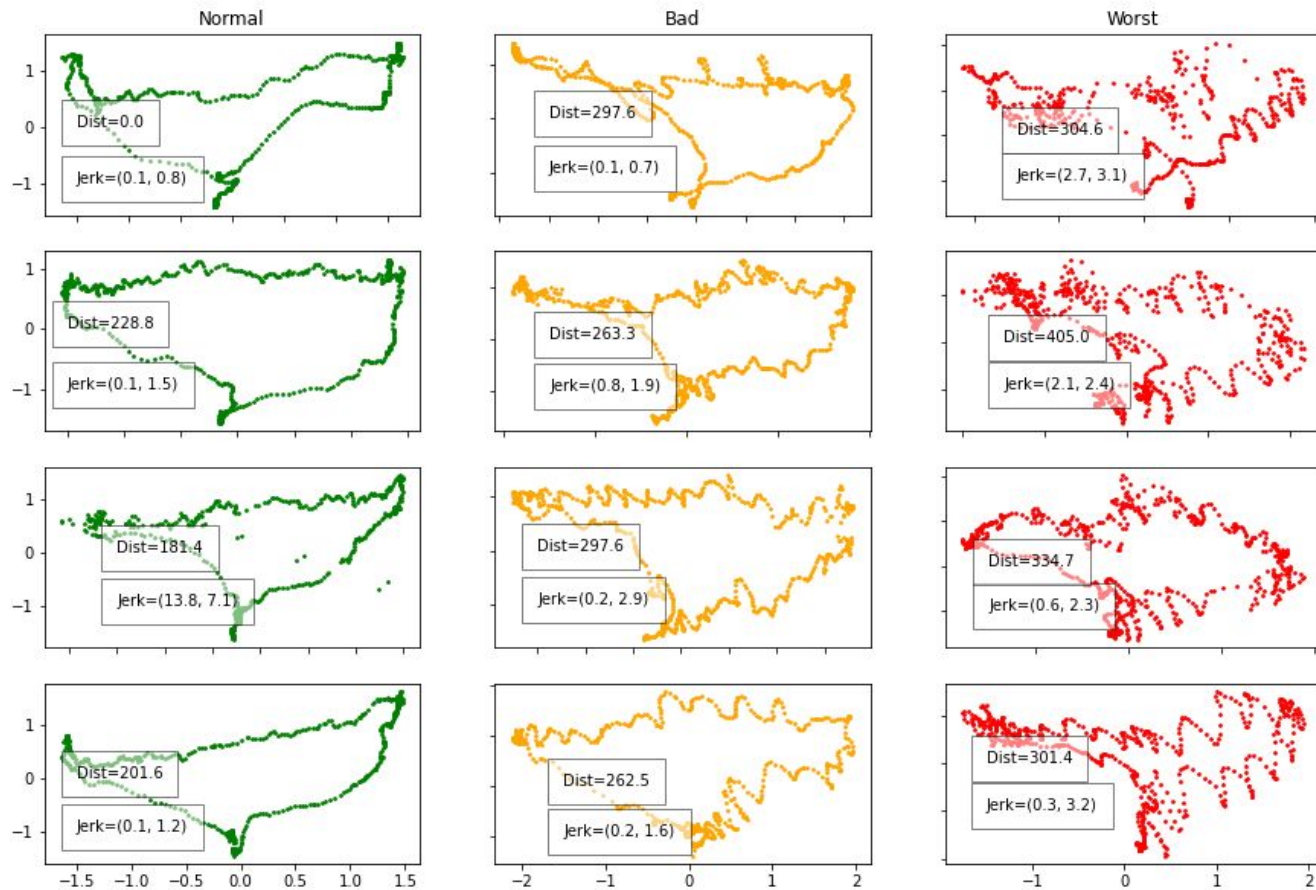 Normal
Bad
Worst
1
0
−1
Dist=0.0
Jerk=(0.1, 0.8)
Dist=297.6
Jerk=(0.1, 0.7)
Dist=304.6
Jerk=(2.7, 3.1)
1
0
−1
Dist=228.8
Jerk=(0.1, 1.5)
Dist=263.3
Jerk=(0.8, 1.9)
Dist=405.0
Jerk=(2.1, 2.4)
1
0
−1
Dist=181.4
Jerk=(13.8, 7.1)
Dist=297.6
Jerk=(0.2, 2.9)
Dist=334.7
Jerk=(0.6, 2.3)
1
0
−1
Dist=201.6
Jerk=(0.1, 1.2)
Dist=262.5
Jerk=(0.2, 1.6)
Dist=301.4
Jerk=(0.3, 3.2)
−1.5 −1.0 −0.5 0.0 0.5 1.0 1.5
−2 −1 0 1 2
−1 0 1 2